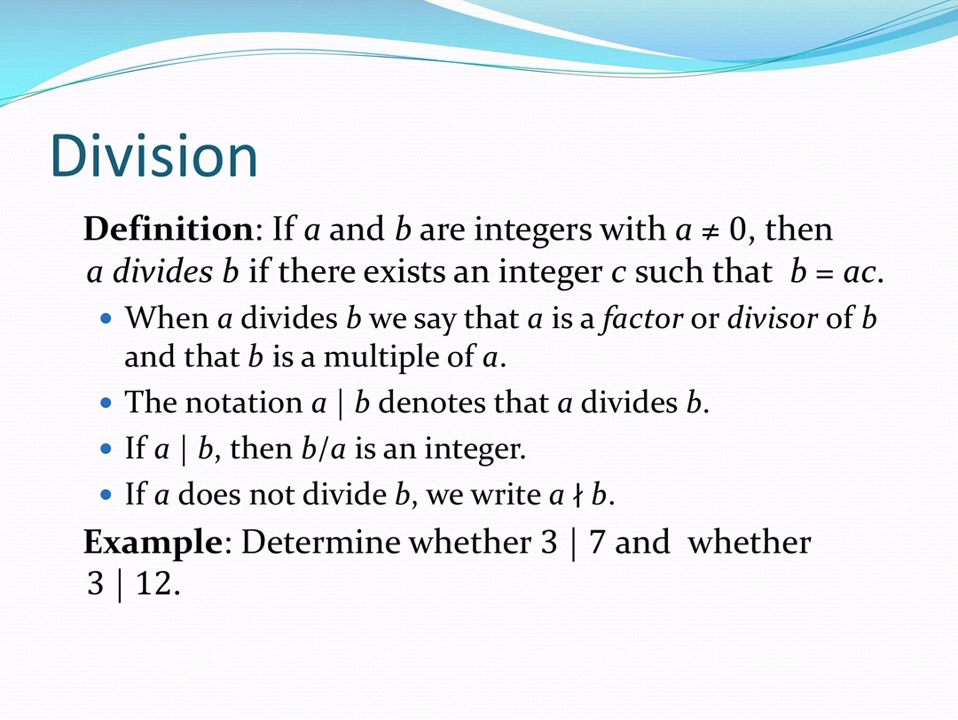 Division
Definition: If a and b are integers with a ≠ 0, then
a divides b if there exists an integer c such that b = ac.
• When a divides b we say that a is a factor or divisor of b
and that b is a multiple of a.
• The notation a | b denotes that a divides b.
• If a | b, then b/a is an integer.
• If a does not divide b, we write a ∤ b.
Example: Determine whether 3 | 7 and whether
3 | 12.